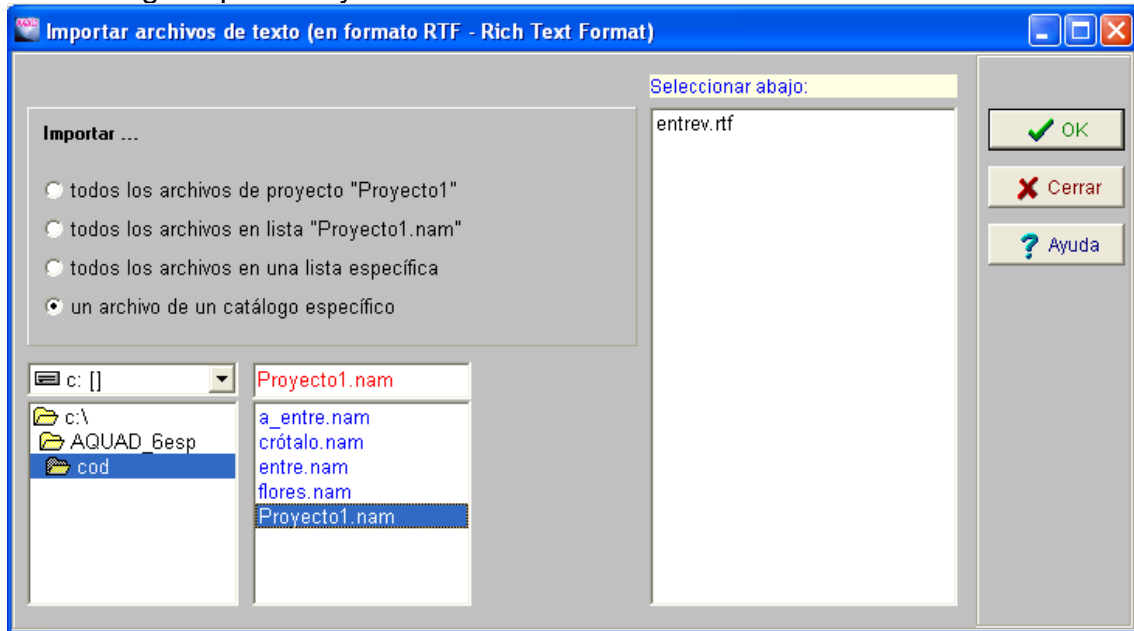 Importar archivos de texto (en formato RTF - Rich Text Format)
Seleccionar abajo:
Importar ...
todos los archivos de proyecto "Proyecto1"
todos los archivos en lista "Proyecto1.nam"
todos los archivos en una lista específica
un archivo de un catálogo específico
entrev.rtf
OK
Cerrar
Ayuda
c: []
Proyecto1.nam
c:\
AQUAD_6esp
cod
a_entre.nam
crótalo.nam
entre.nam
flores.nam
Proyecto1.nam